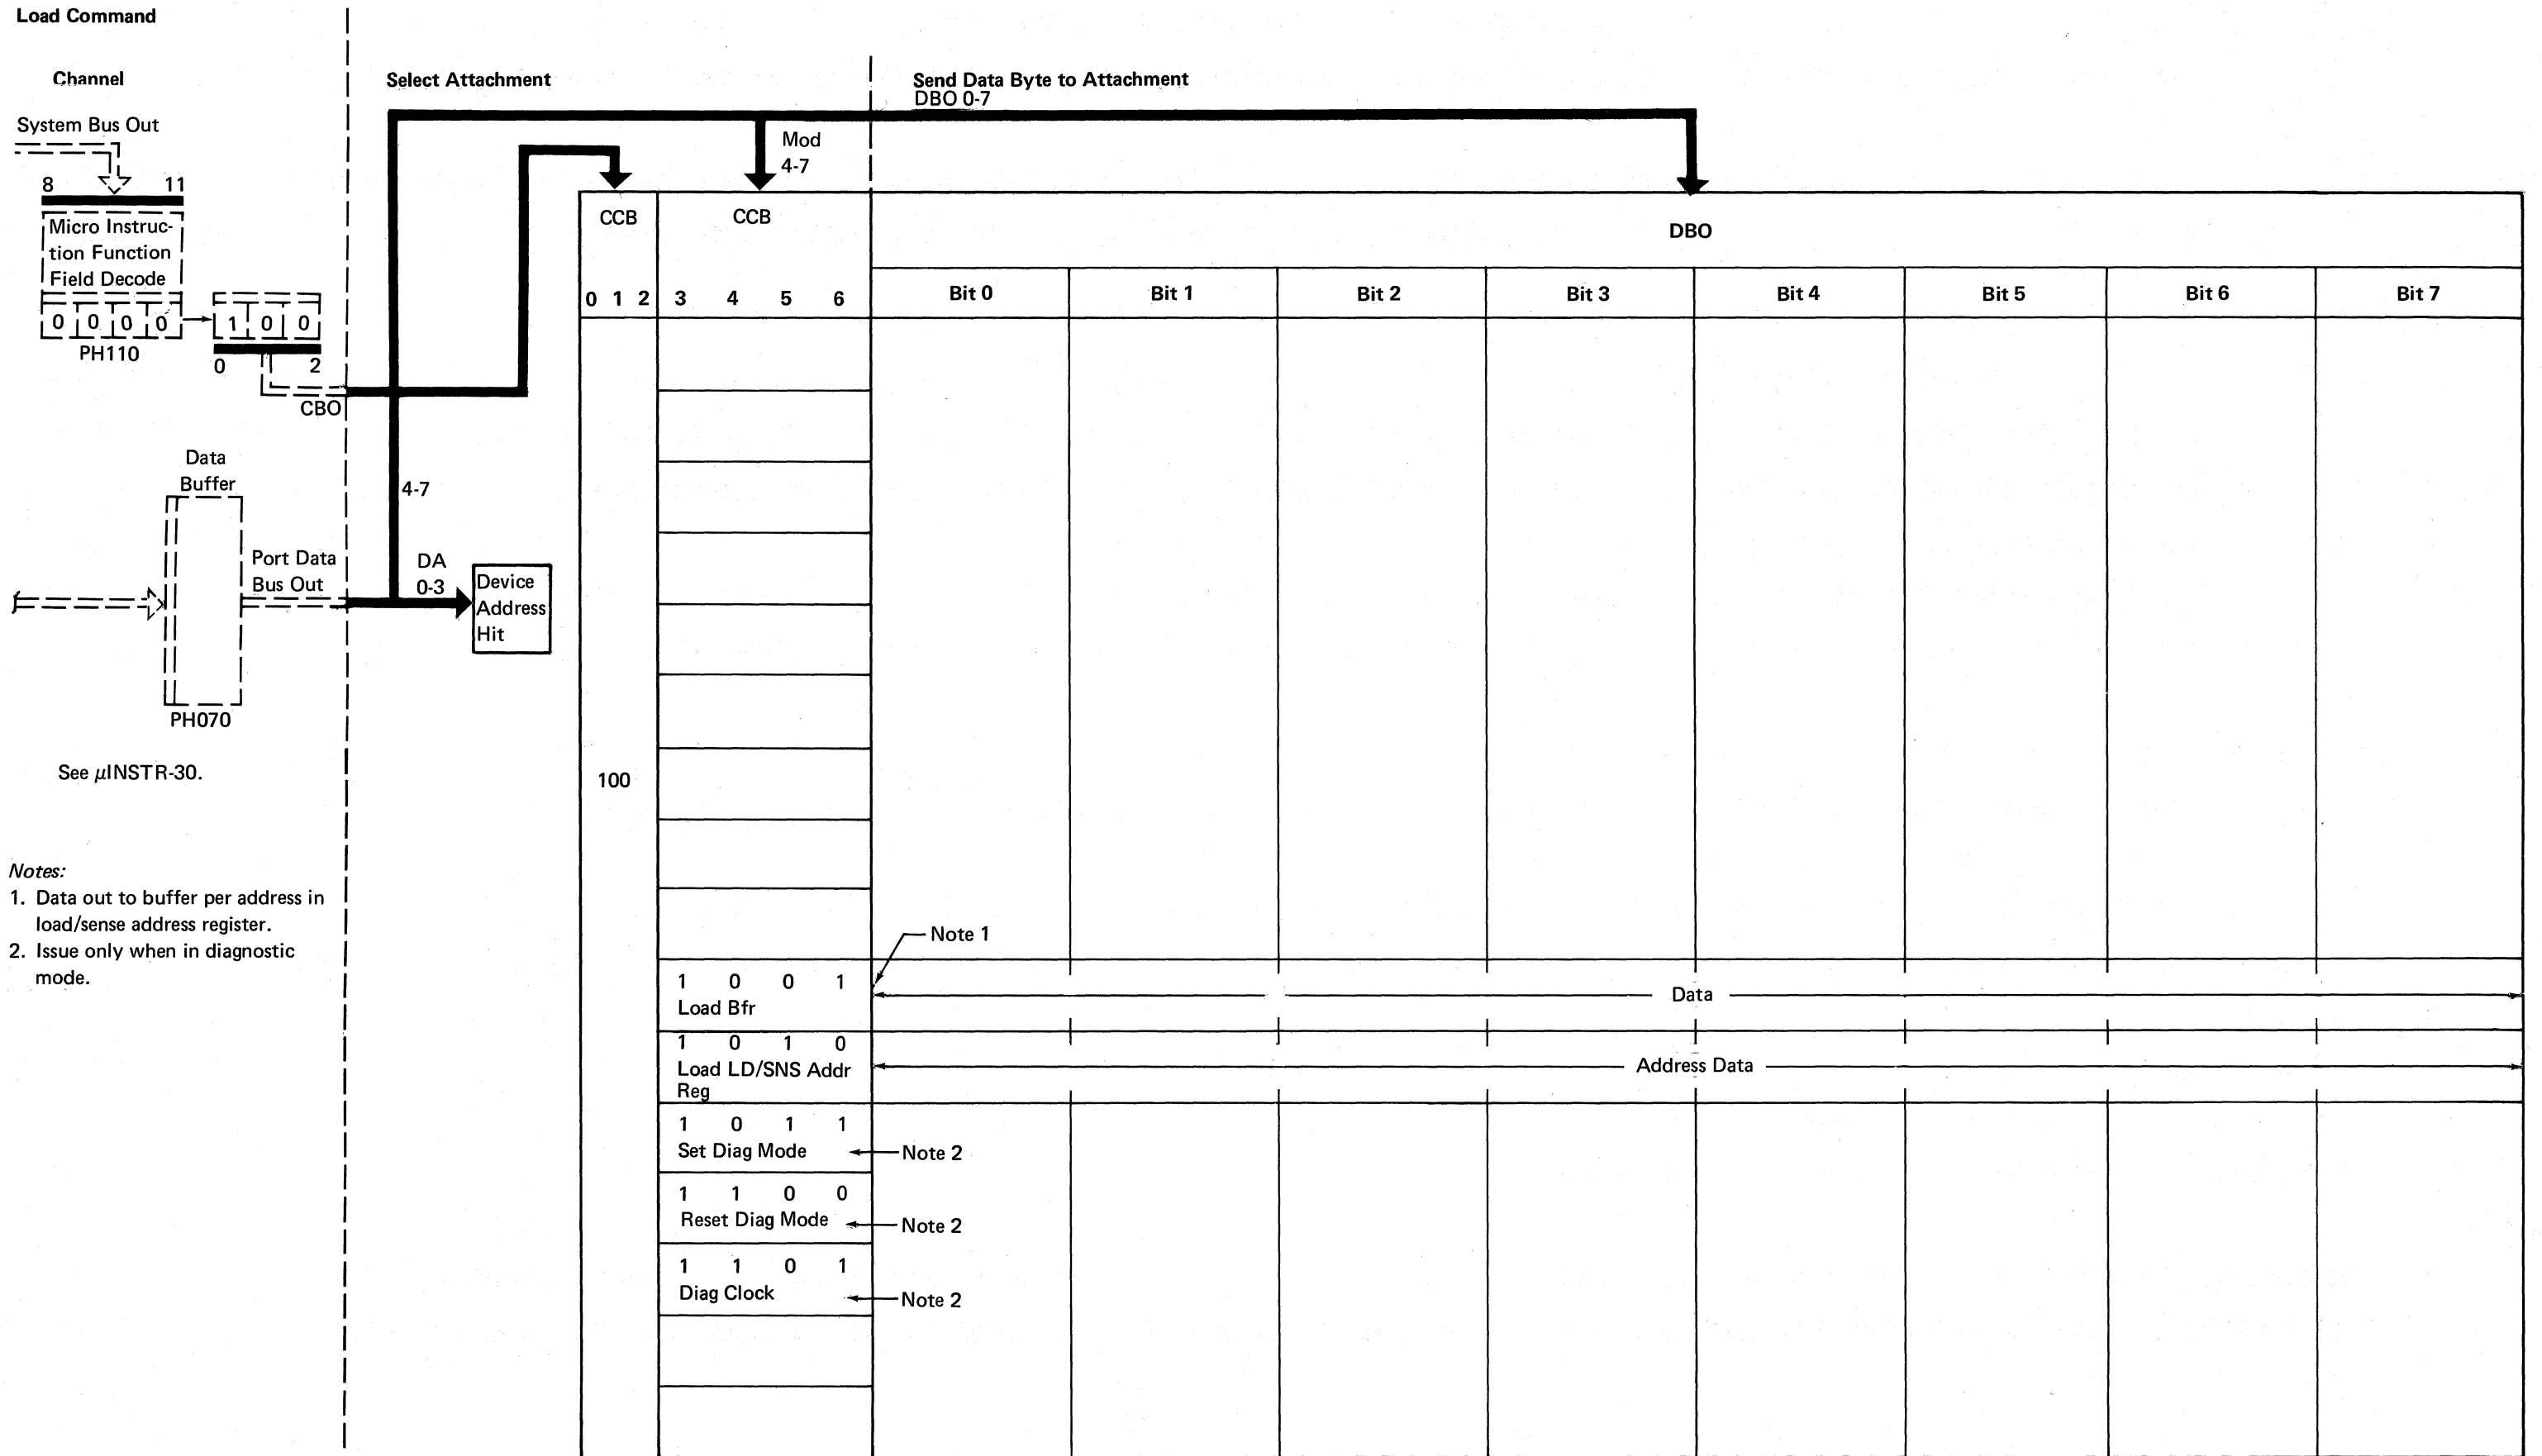 Load Command
Channel
Select Attachment
Send Data Byte to Attachment
DBO 0-7
System Bus Out
Mod
4-7
8 11
Micro Instruc-
tion Function
Field Decode
0 0 0 0
1 0 0
PH110
0 2
CBO
CCB
CCB
DBO
0 1 2
3 4 5 6
Bit 0 Bit 1 Bit 2 Bit 3 Bit 4 Bit 5 Bit 6 Bit 7
Data
Buffer
4-7
Port Data
Bus Out
DA
0-3
Device
Address
Hit
PH070
See μINSTR-30.
100
Notes:
1. Data out to buffer per address in
load/sense address register.
2. Issue only when in diagnostic
mode.
Note 1
1 0 0 1
Load Bfr
Data
1 0 1 0
Load LD/SNS Addr
Reg
Address Data
1 0 1 1
Set Diag Mode
Note 2
1 1 0 0
Reset Diag Mode
Note 2
1 1 0 1
Diag Clock
Note 2